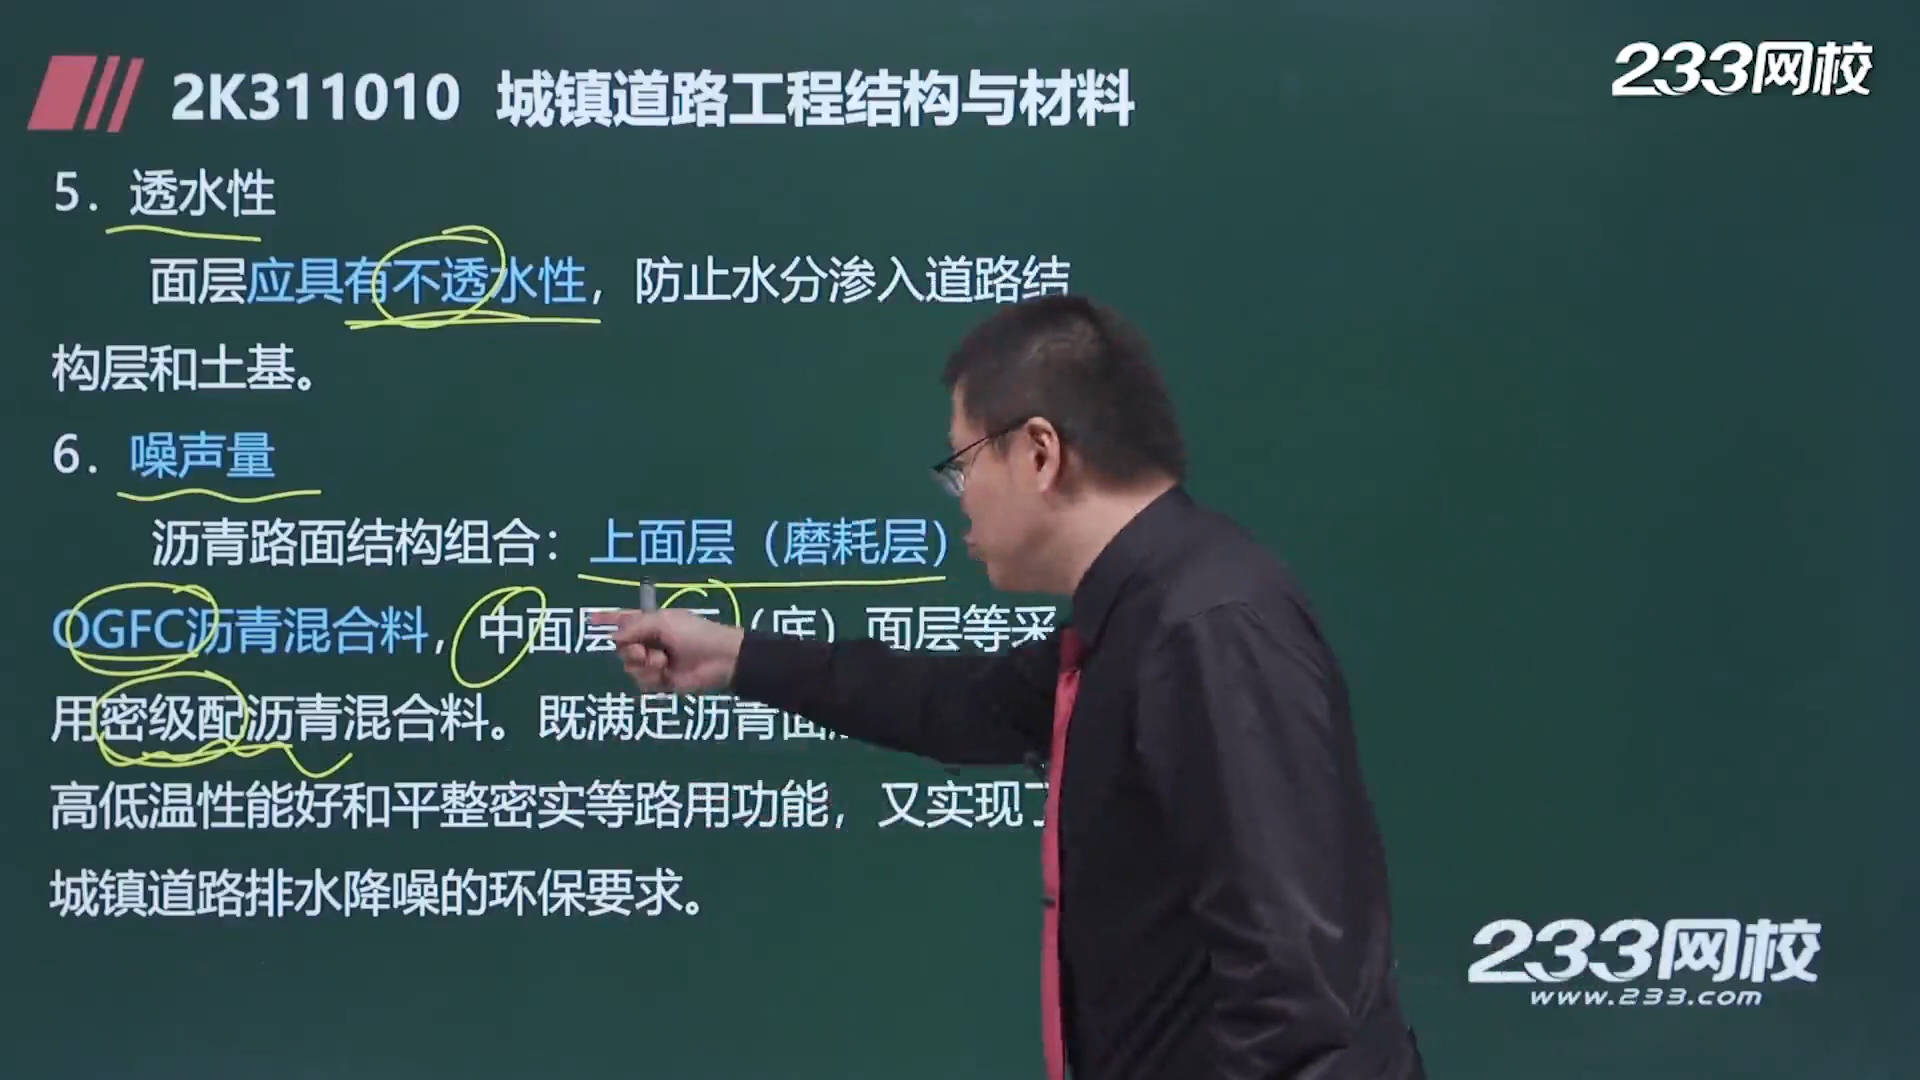 2K311010 城镇道路工程结构与材料
233网校
5. 透水性
面层应具有不透水性，防止水分渗入道路结
构层和土基。
6. 噪声量
沥青路面结构组合：上面层（磨耗层）
OGFC沥青混合料，中面层（底）面层等采
用密级配沥青混合料。既满足沥青面
高低温性能好和平整密实等路用功能，又实现了
城镇道路排水降噪的环保要求。
233网校
www.233.com